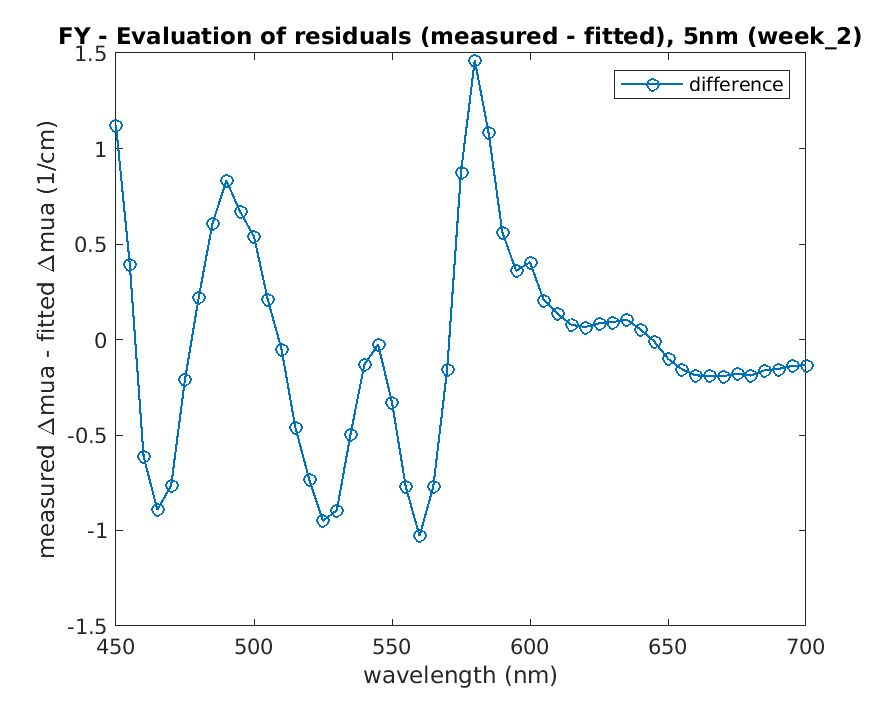 FY - Evaluation of residuals (measured - fitted), 5nm (week_2)
difference
measured Δmua - fitted Δmua (1/cm)
1.5
1
0.5
0
-0.5
-1
-1.5
450 500 550 600 650 700
wavelength (nm)